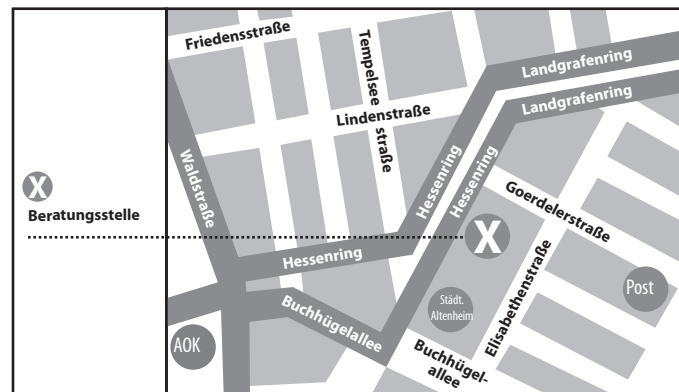 X
Beratungsstelle
Friedensstraße
Tempelsee
straße
Lindenstraße
Landgrafenring
Landgrafenring
Waldstraße
Hessenring
Hessenring
Hessenring
X
Goerdelerstraße
Elisabethenstraße
Post
Städt.
Altenheim
Buchhügelallee
AOK
Buchhügel-
allee